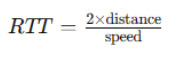 RTT = 2×distance / speed